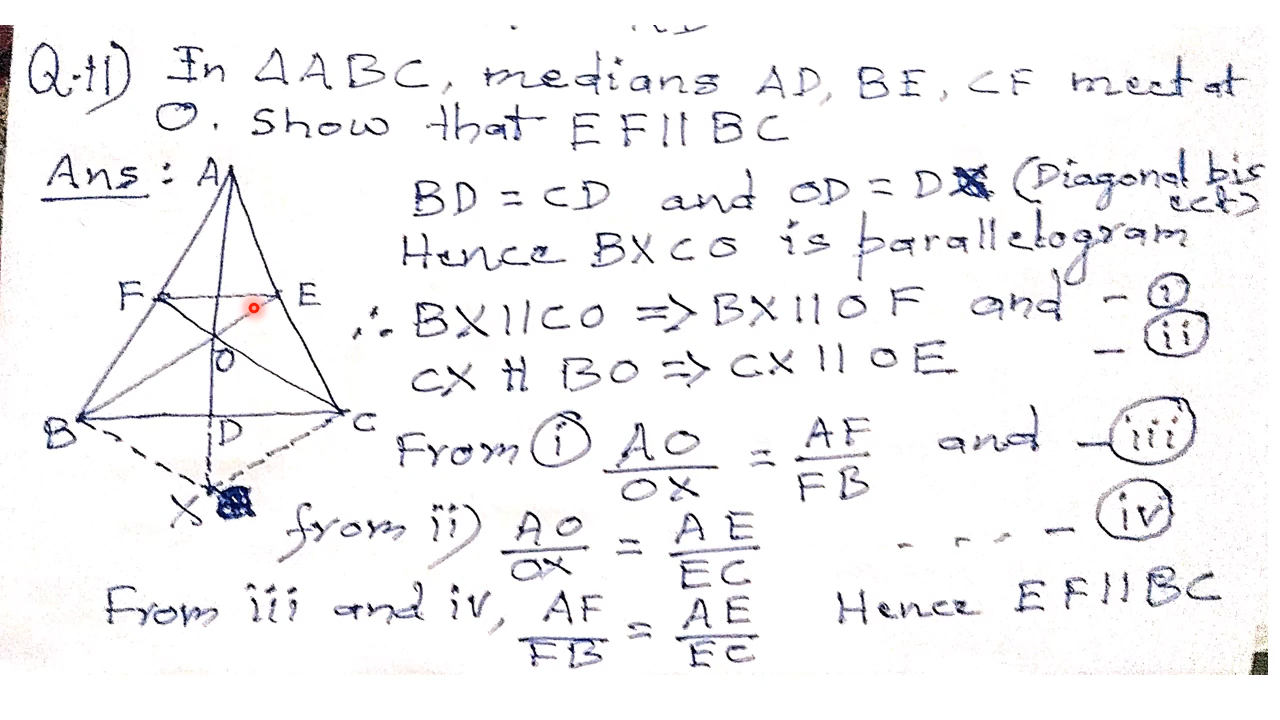 Q.11) In ΔABC, medians AD, BE, CF meet at
O. Show that EF || BC
Ans :
A
BD = CD and OD = DX (Diagonal bisect)
Hence BXCO is parallelogram
F E
∴ BX || CO => BX || OF and - (i)
O
CX || BO => CX || OE - (ii)
B D C
From (i) AO/OX = AF/FB and - (iii)
X
from ii) AO/OX = AE/EC .... - (iv)
From iii and iv, AF/FB = AE/EC Hence EF || BC